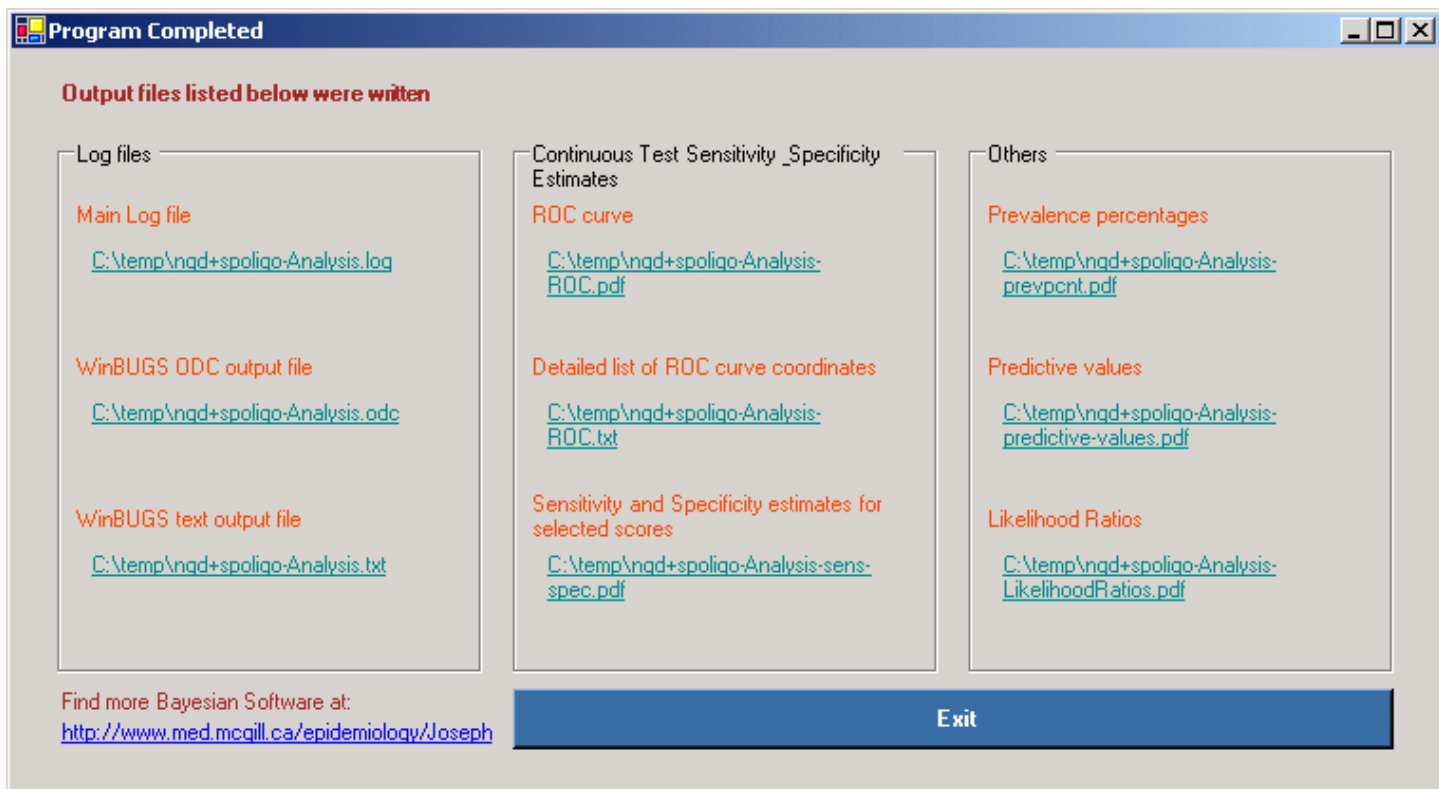 Program Completed
Output files listed below were written
Log files
Main Log file
C:\temp\nqd+spoligo-Analysis.log
WinBUGS ODC output file
C:\temp\nqd+spoligo-Analysis.odc
WinBUGS text output file
C:\temp\nqd+spoligo-Analysis.txt
Continuous Test Sensitivity _Specificity
Estimates
ROC curve
C:\temp\nqd+spoligo-Analysis-
ROC.pdf
Detailed list of ROC curve coordinates
C:\temp\nqd+spoligo-Analysis-
ROC.txt
Sensitivity and Specificity estimates for
selected scores
C:\temp\nqd+spoligo-Analysis-sens-
spec.pdf
Others
Prevalence percentages
C:\temp\nqd+spoligo-Analysis-
prevpcnt.pdf
Predictive values
C:\temp\nqd+spoligo-Analysis-
predictive-values.pdf
Likelihood Ratios
C:\temp\nqd+spoligo-Analysis-
LikelihoodRatios.pdf
Find more Bayesian Software at:
http://www.med.mcgill.ca/epidemiology/Joseph
Exit